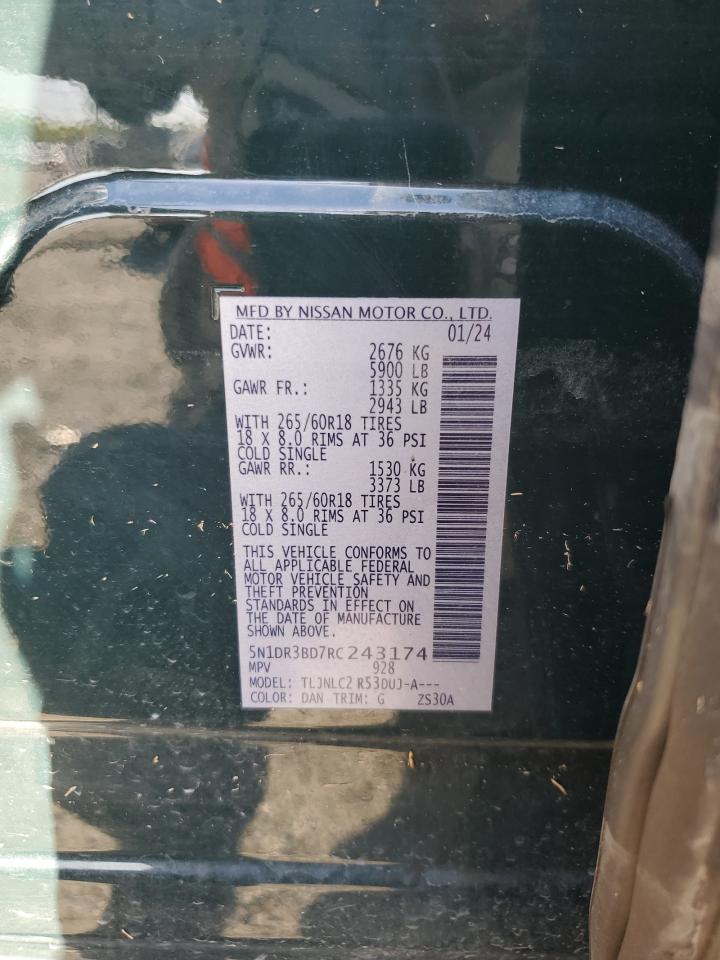 MFD BY NISSAN MOTOR CO., LTD.
DATE: 01/24
GVWR: 2676 KG
5900 LB
GAWR FR.: 1335 KG
2943 LB
WITH 265/60R18 TIRES
18 X 8.0 RIMS AT 36 PSI
COLD SINGLE
GAWR RR.: 1530 KG
3373 LB
WITH 265/60R18 TIRES
18 X 8.0 RIMS AT 36 PSI
COLD SINGLE
THIS VEHICLE CONFORMS TO
ALL APPLICABLE FEDERAL
MOTOR VEHICLE SAFETY AND
THEFT PREVENTION
STANDARDS IN EFFECT ON
THE DATE OF MANUFACTURE
SHOWN ABOVE.
5N1DR3BD7RC243174
MPV 928
MODEL: TLJNLC2 R53DUJ-A---
COLOR: DAN TRIM: G ZS30A